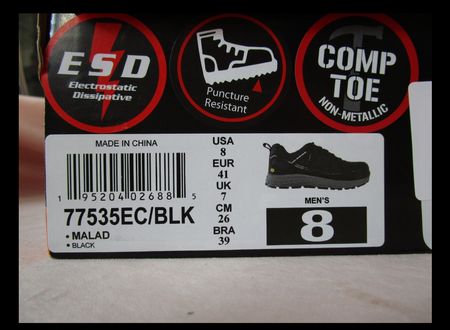 ESD
Electrostatic
Dissipative
Puncture
Resistant
COMP
TOE
NON-METALLIC
MADE IN CHINA
1 95204 02688 5
77535EC/BLK
• MALAD
• BLACK
USA
8
EUR
41
UK
7
CM
26
BRA
39
MEN'S
8